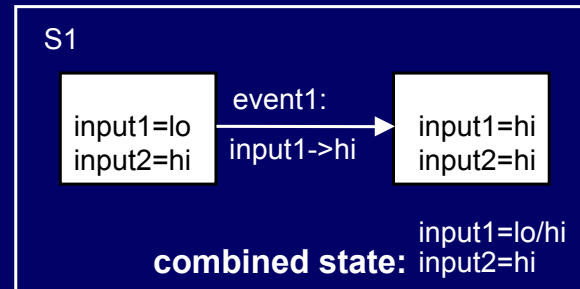 S1
input1=lo
input2=hi
event1:
input1->hi
input1=hi
input2=hi
combined state:
input1=lo/hi
input2=hi